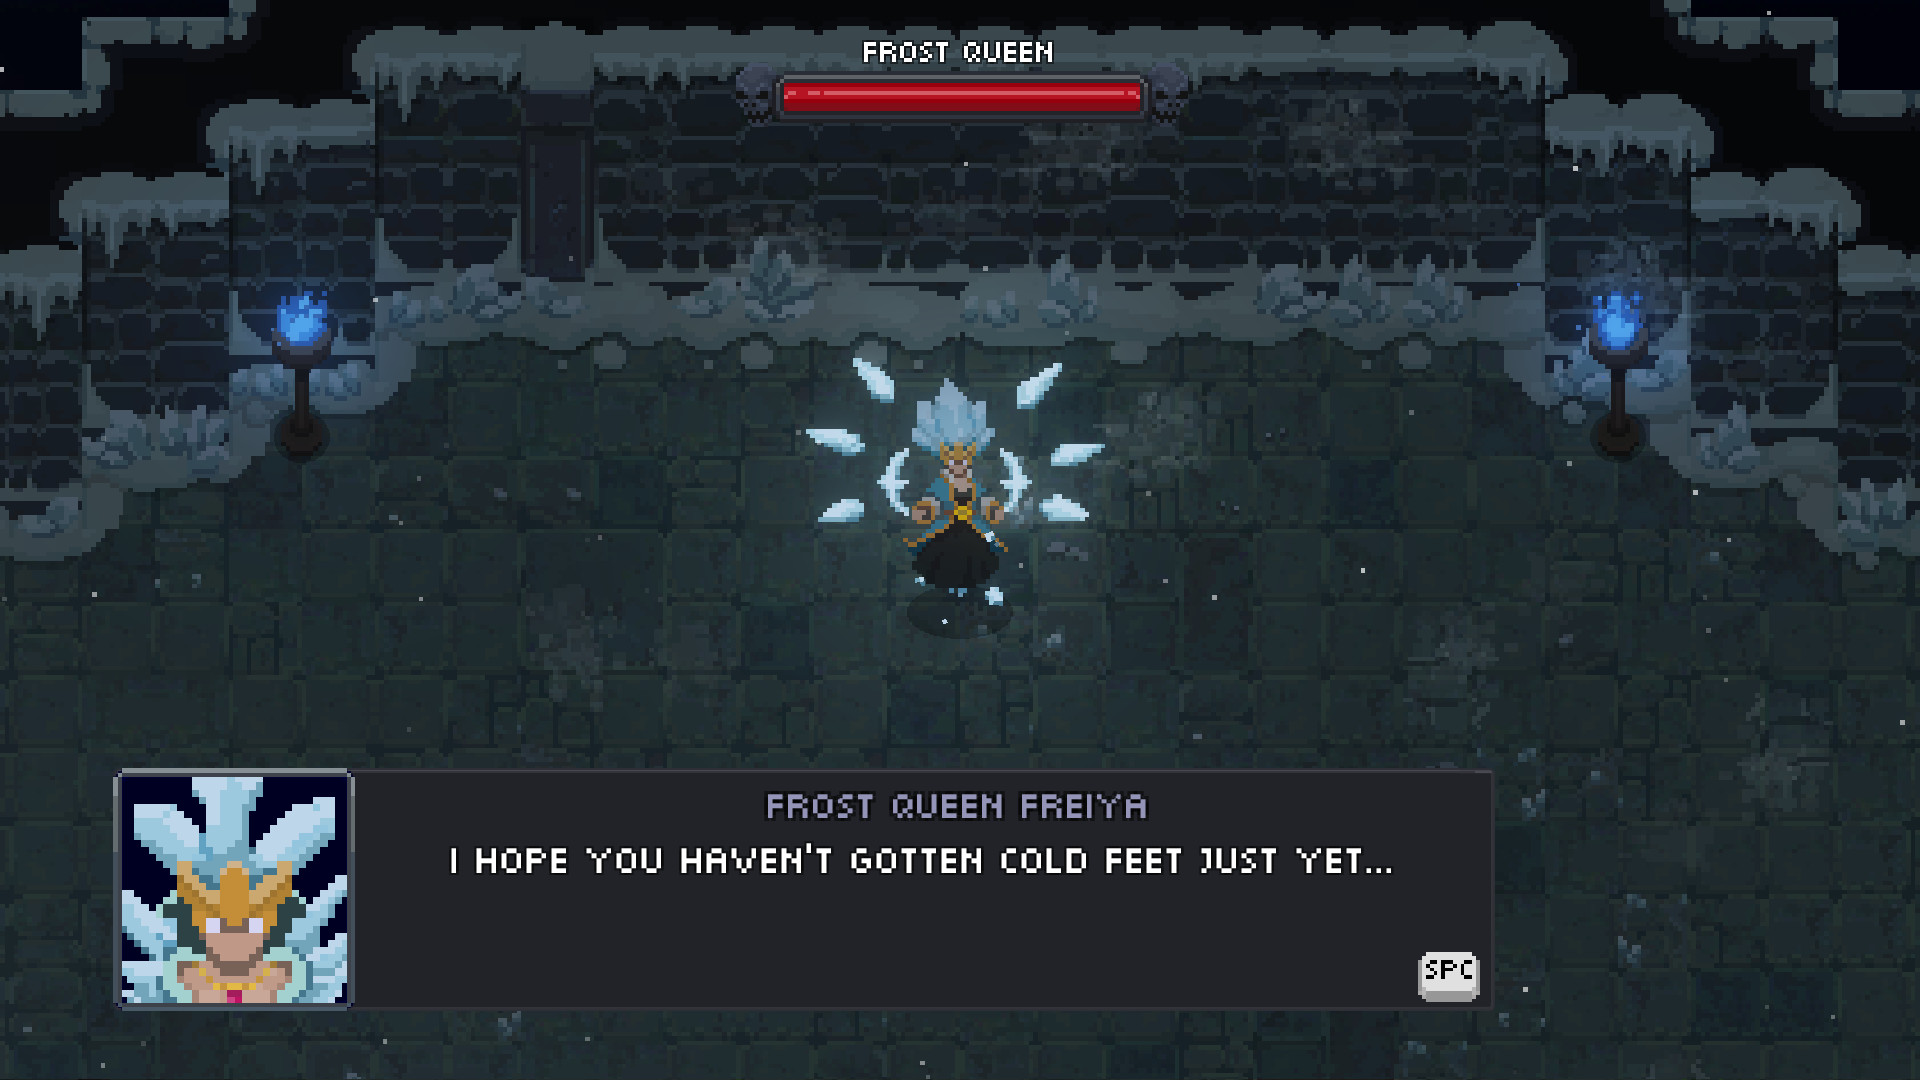 FROST QUEEN
FROST QUEEN FREIYA
I HOPE YOU HAVEN'T GOTTEN COLD FEET JUST YET...
SPC